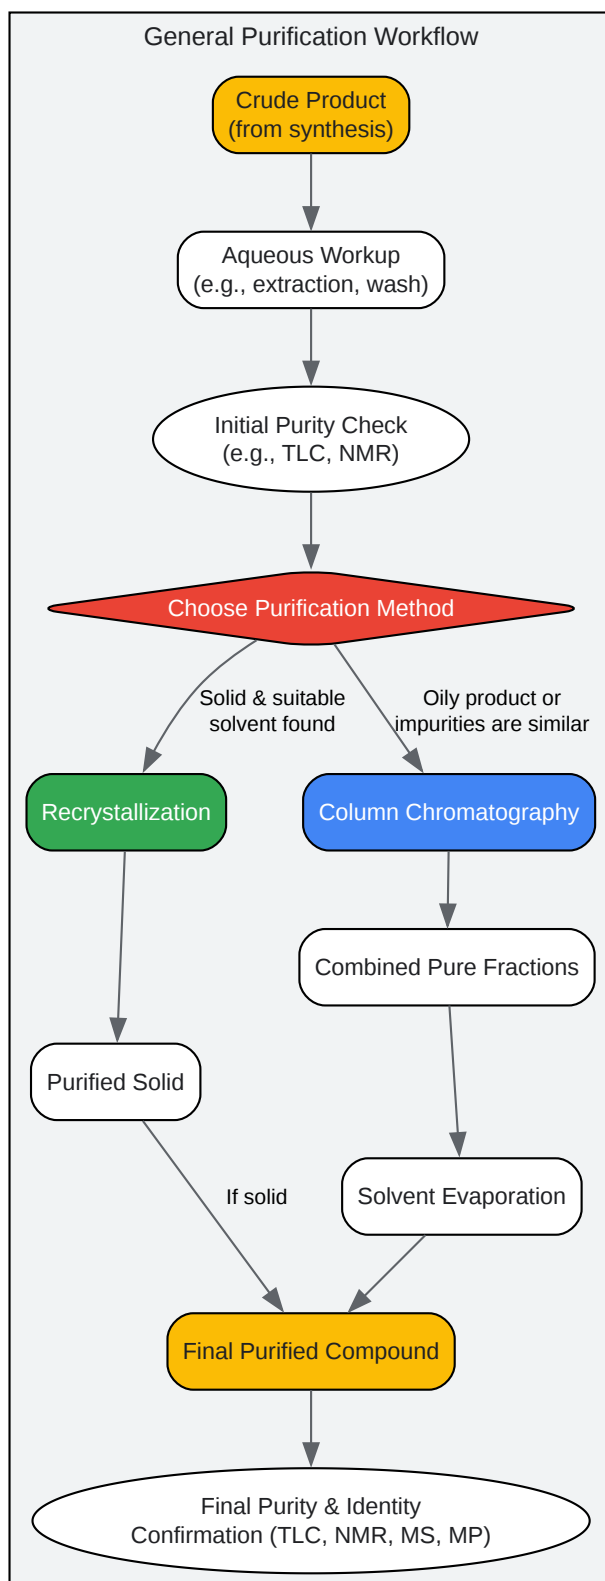 General Purification Workflow
Crude Product
(from synthesis)
Aqueous Workup
(e.g., extraction, wash)
Initial Purity Check
(e.g., TLC, NMR)
Choose Purification Method
Solid & suitable
solvent found
Oily product or
impurities are similar
Recrystallization
Column Chromatography
Combined Pure Fractions
Purified Solid
If solid
Solvent Evaporation
Final Purified Compound
Final Purity & Identity
Confirmation (TLC, NMR, MS, MP)